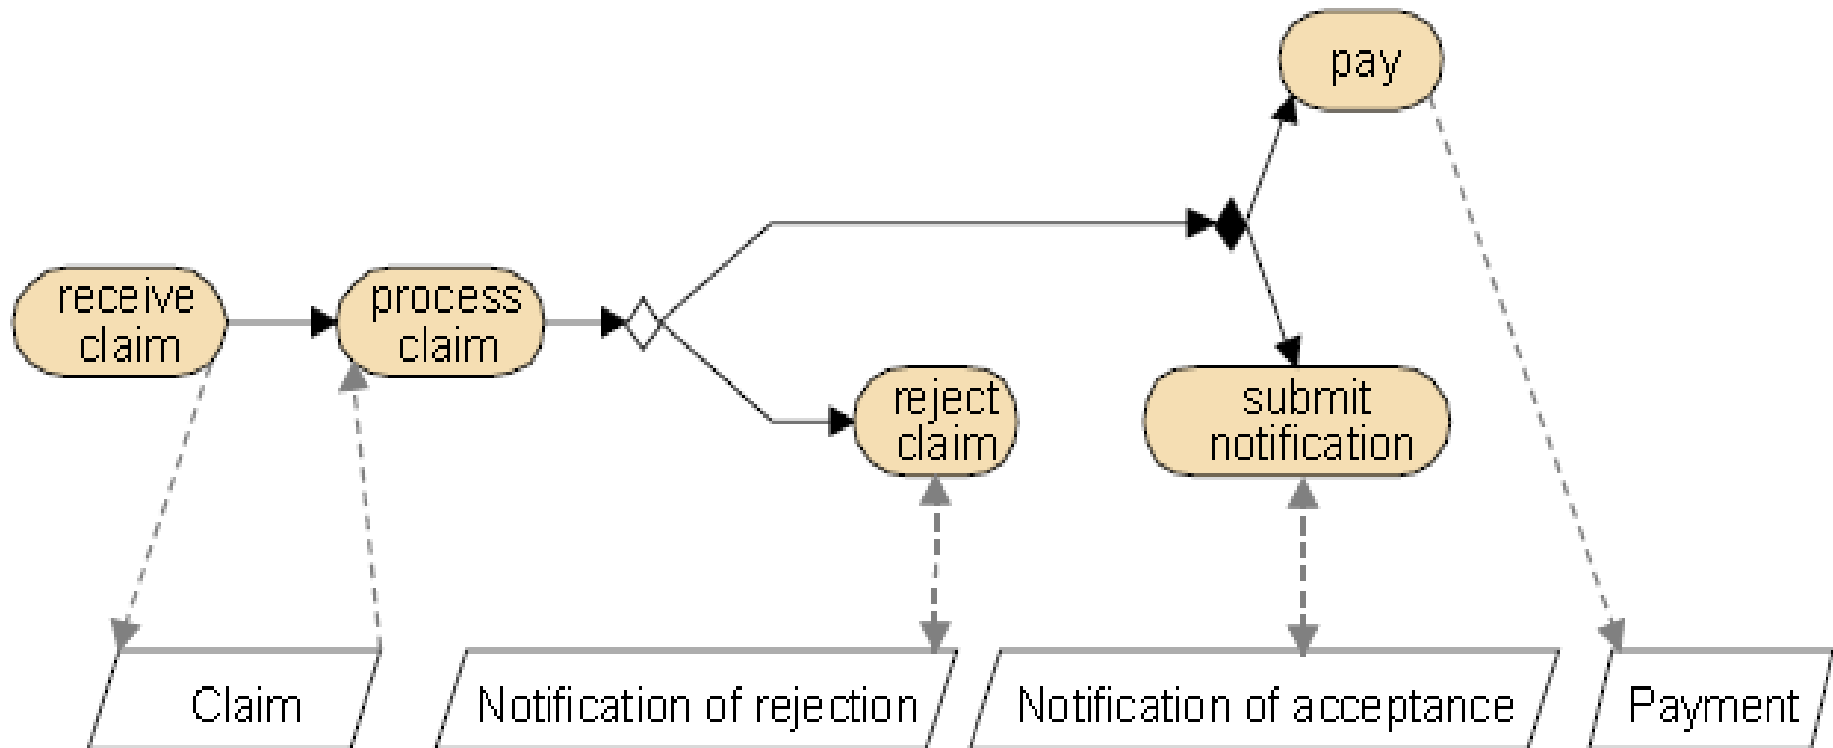 pay
receive
claim
process
claim
reject
claim
submit
notification
Claim
Notification of rejection
Notification of acceptance
Payment